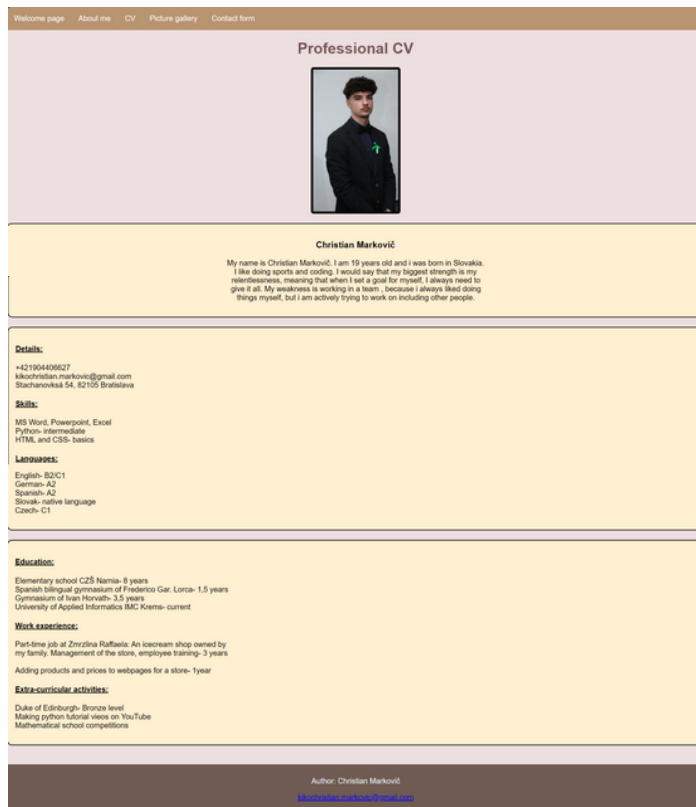 Welcome page About me CV Picture gallery Contact form
Professional CV
Christian Markovič
My name is Christian Markovič. I am 19 years old and i was born in Slovakia.
I like doing sports and coding. I would say that my biggest strength is my
relentlessness, meaning that when I set a goal for myself, I always need to
give it all. My weakness is working in a team , because i always liked doing
things myself, but i am actively trying to work on including other people.
Details:
+421904406627
kikochristian.markovic@gmail.com
Stachanovksá 54, 82105 Bratislava
Skills:
MS Word, Powerpoint, Excel
Python- intermediate
HTML and CSS- basics
Languages:
English- B2/C1
German- A2
Spanish- A2
Slovak- native language
Czech- C1
Education:
Elementary school CZŠ Narnia- 8 years
Spanish bilingual gymnasium of Frederico Gar. Lorca- 1,5 years
Gymnasium of Ivan Horvath- 3,5 years
University of Applied Informatics IMC Krems- current
Work experience:
Part-time job at Zmrzlina Raffaela: An icecream shop owned by
my family. Management of the store, employee training- 3 years
Adding products and prices to webpages for a store- 1year
Extra-curricular activities:
Duke of Edinburgh- Bronze level
Making python tutorial vieos on YouTube
Mathematical school competitions
Author: Christian Markovič
kikochristian.markovic@gmail.com